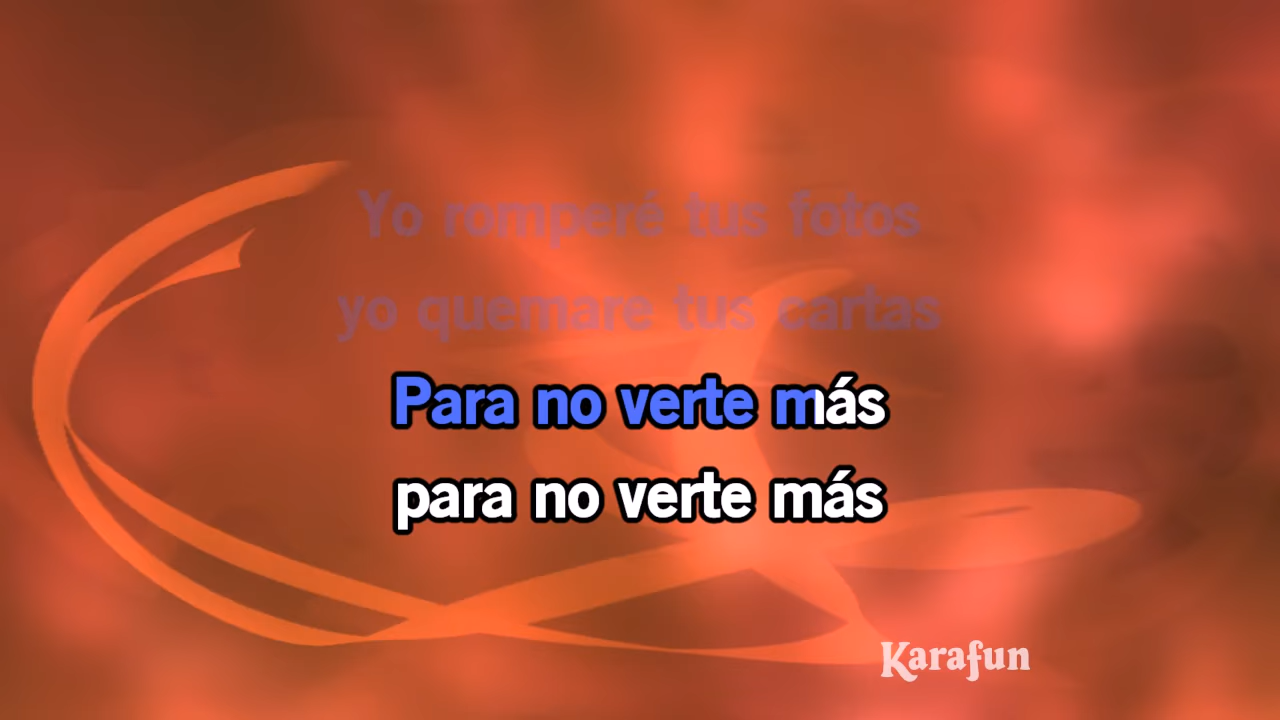 Yo romperé tus fotos
yo quemare tus cartas
Para no verte más
para no verte más
Karafun